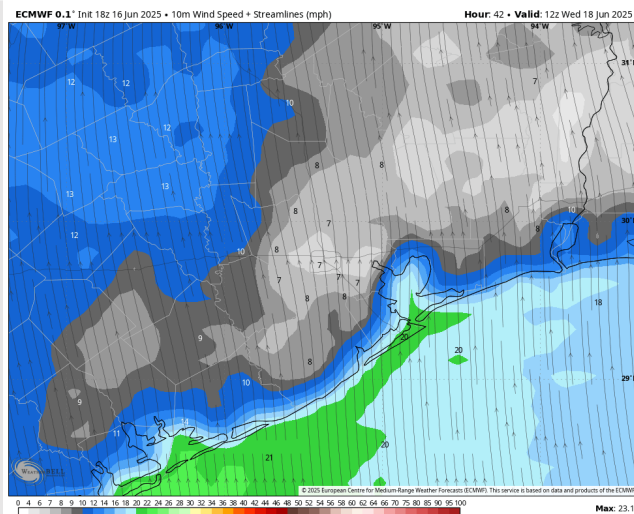 ECMWF 0.1° Init 18z 16 Jun 2025 • 10m Wind Speed + Streamlines (mph)
Hour: 42 • Valid: 12z Wed 18 Jun 2025
97°W 96°W 95°W 94°W
31°
7
12 12
10
12
13
8 8
13 13
8 8 10
7 8
12
10 8 30°
7
7 7 7
8 8
18
9 20
20
8 29°
10
9
11
20
21
WeatherBELL
© 2025 European Centre for Medium-Range Weather Forecasts (ECMWF). This service is based on data and products of the ECMWF
0 4 6 7 8 9 10 12 14 16 18 20 22 24 26 28 30 32 34 36 38 40 42 44 46 48 50 52 54 56 58 60 62 64 66 70 75 80 85 90 95 100
Max: 23.1